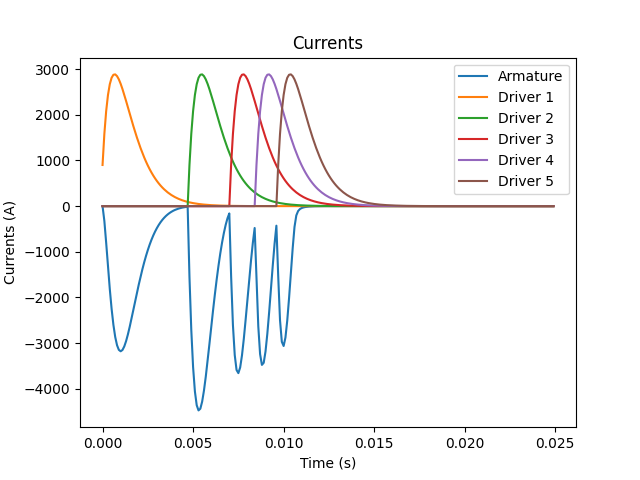 Currents
Armature
Driver 1
Driver 2
Driver 3
Driver 4
Driver 5
3000
2000
1000
0
−1000
−2000
−3000
−4000
Currents (A)
0.000 0.005 0.010 0.015 0.020 0.025
Time (s)